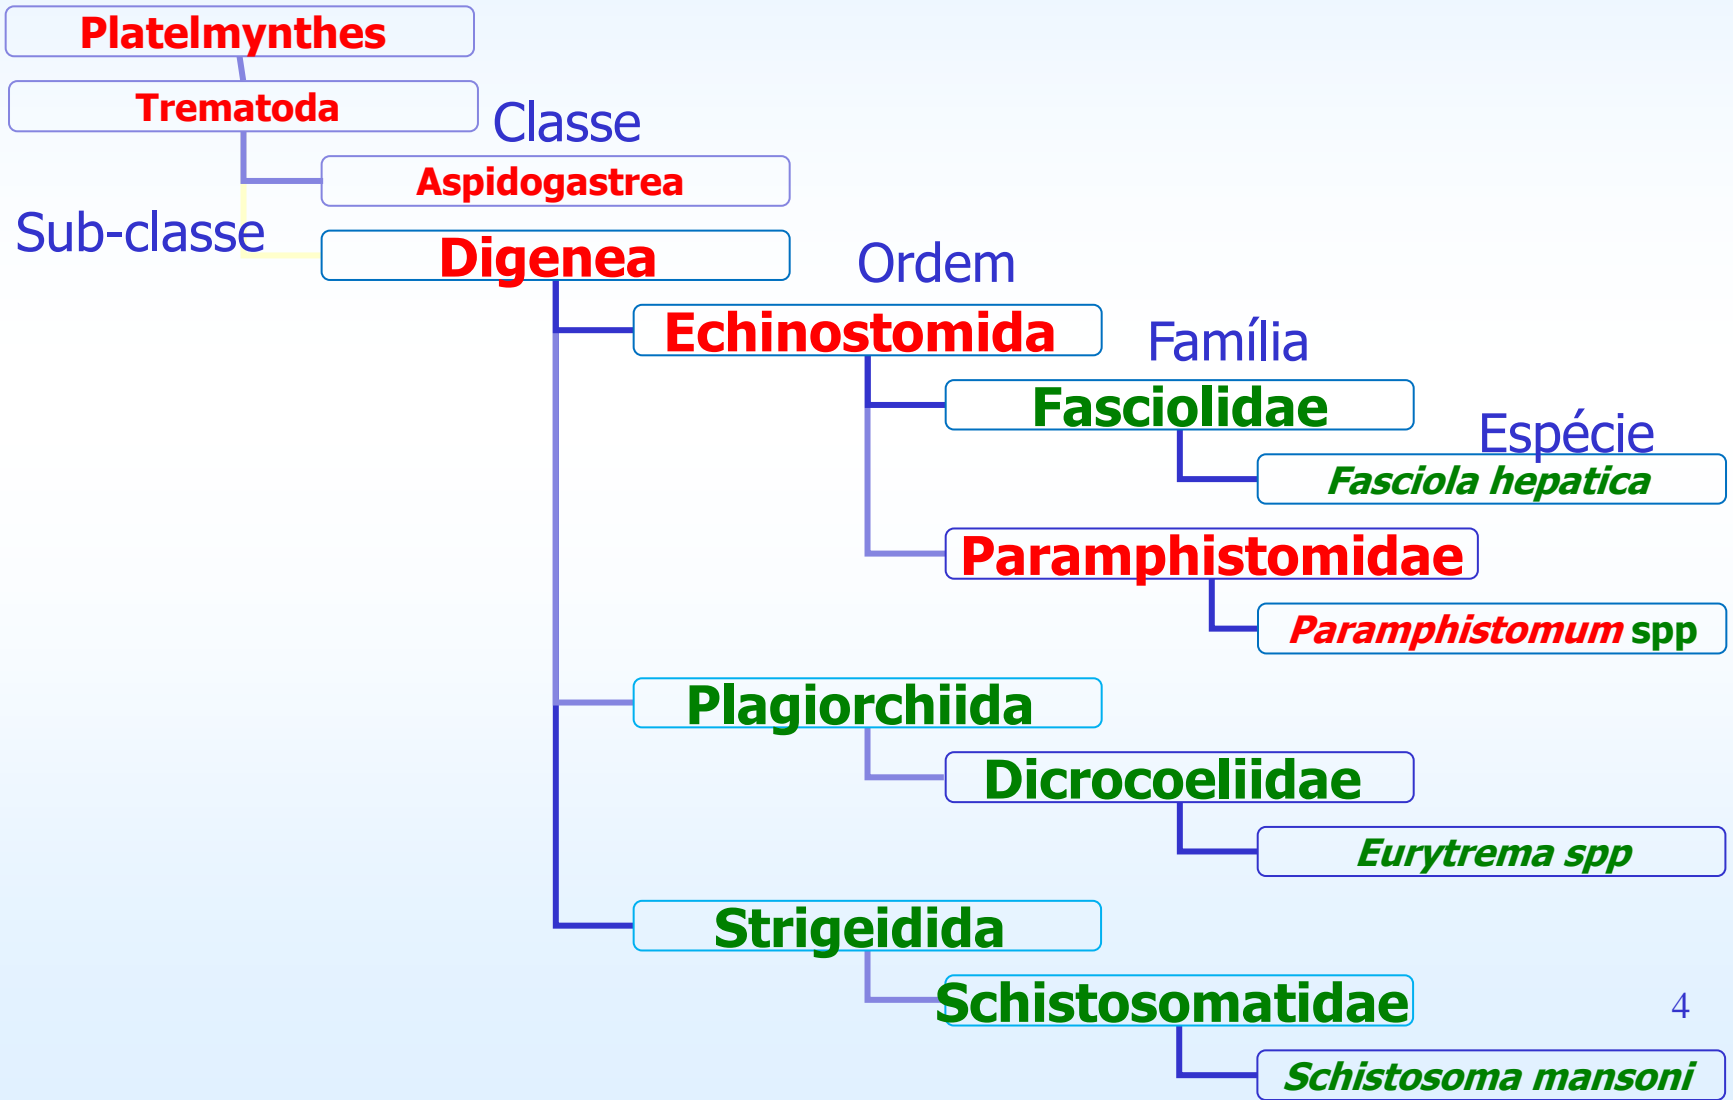 Platelmynthes
Trematoda
Classe
Aspidogastrea
Sub-classe
Digenea
Ordem
Echinostomida
Família
Fasciolidae
Espécie
Fasciola hepatica
Paramphistomidae
Paramphistomum spp
Plagiorchiida
Dicrocoeliidae
Eurytrema spp
Strigeidida
Schistosomatidae
4
Schistosoma mansoni